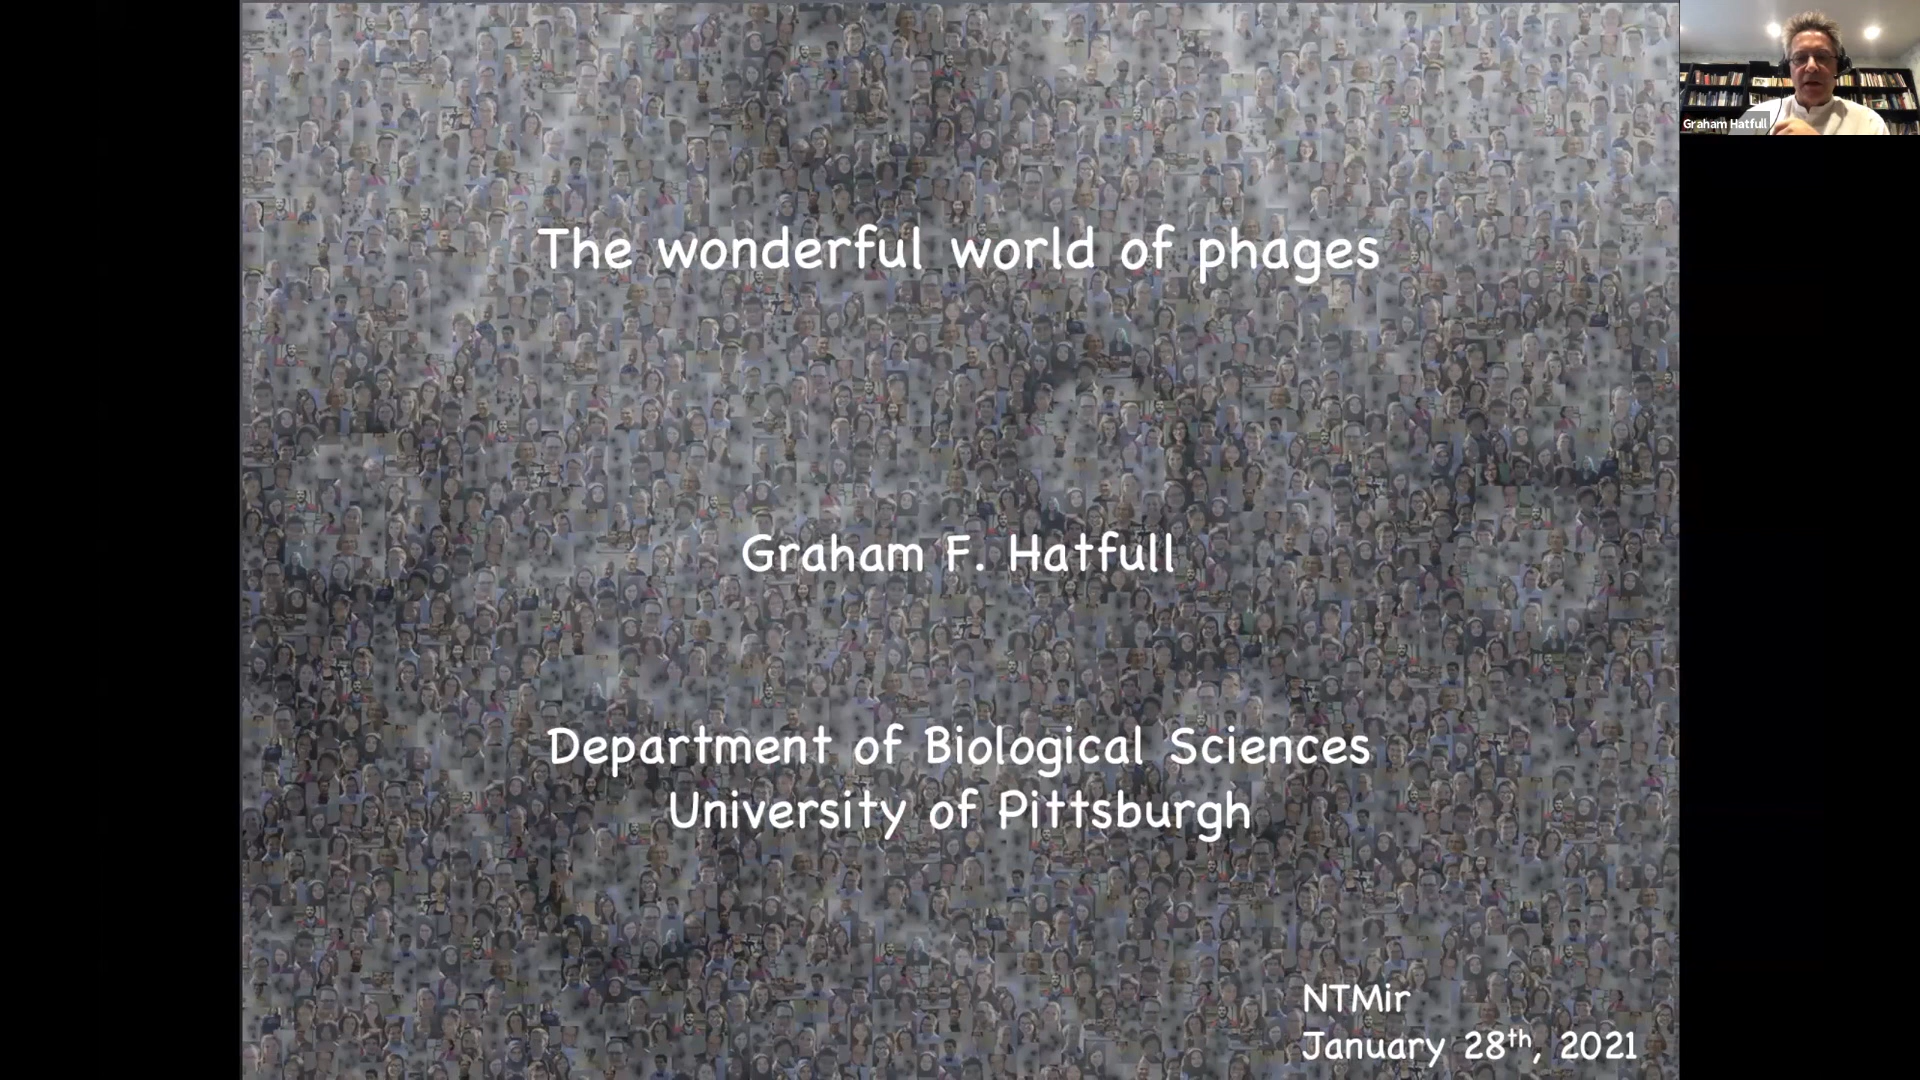 The wonderful world of phages
Graham F. Hatfull
Department of Biological Sciences
University of Pittsburgh
NTMir
January 28th, 2021
Graham Hatfull